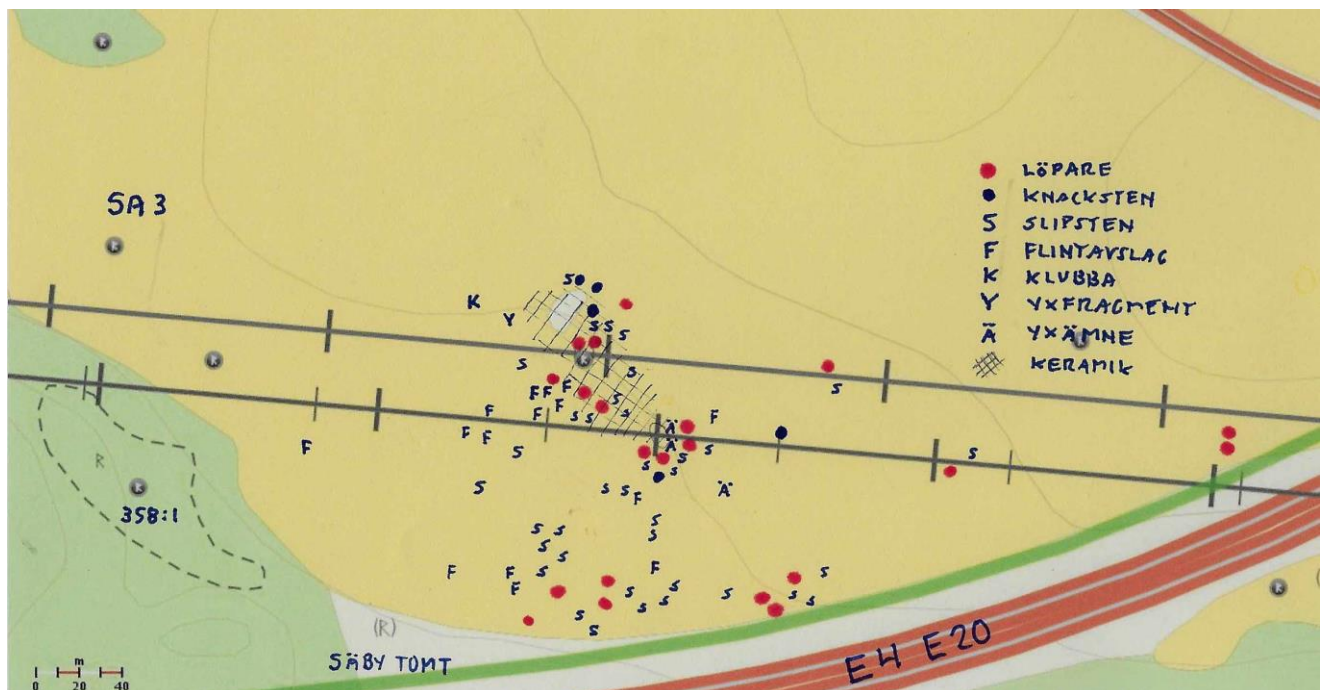 SA 3
LÖPARE
KNACKSTEN
S SLIPSTEN
F FLINTAVSLAG
K KLUBBA
Y YXFRAGMENT
Ä YXÄMNE
KERAMIK
K
Y
S
S S S
S
S
F F F
S
F F
S S S S
F
Ä
F
F F
Ä
S
F
S
S
S S
S
S S F
Ä
R
358:1
S
S
S S
S
S
S
S
F
F
S
F
S
F
S
S
S
S
S
S
S
S
S
S
(R)
SÄBY TOMT
E4 E20
m
0 20 40